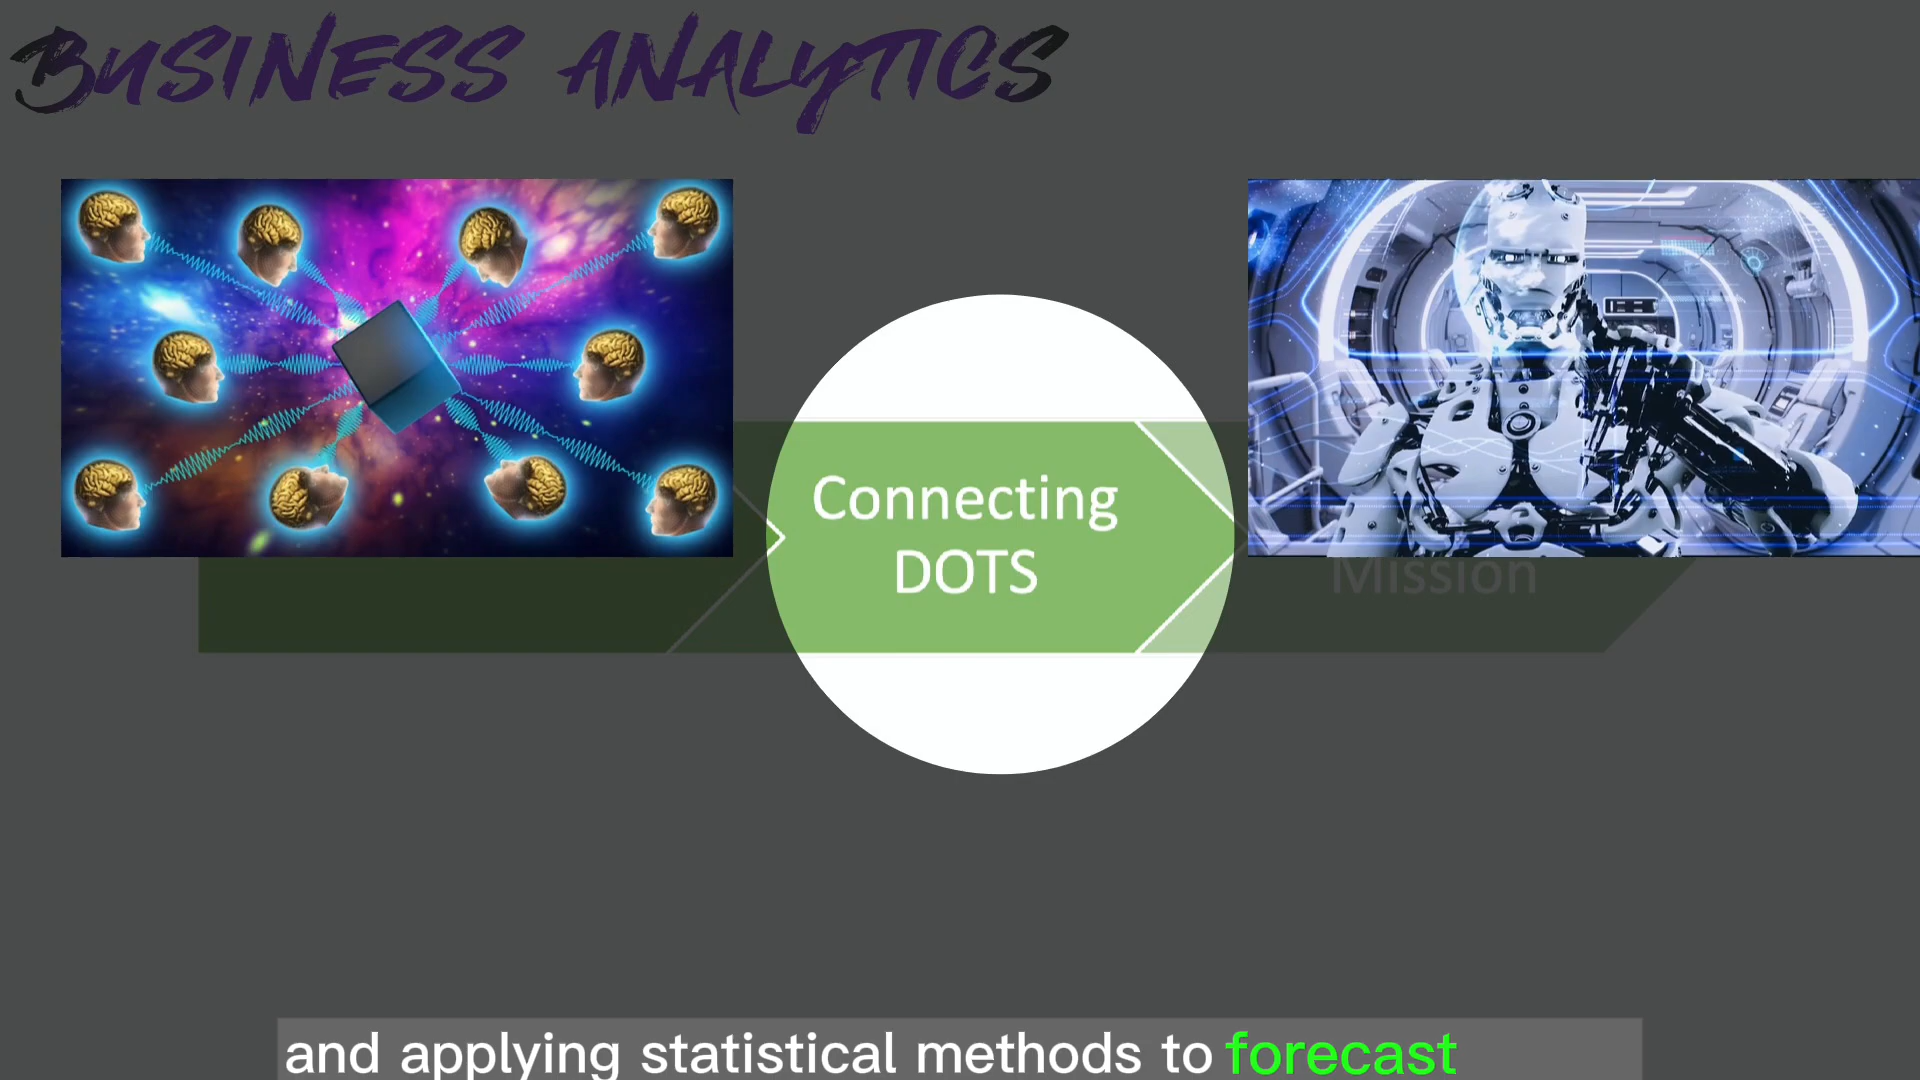 BUSINESS ANALYTICS
Connecting
DOTS
Mission
and applying statistical methods to forecast